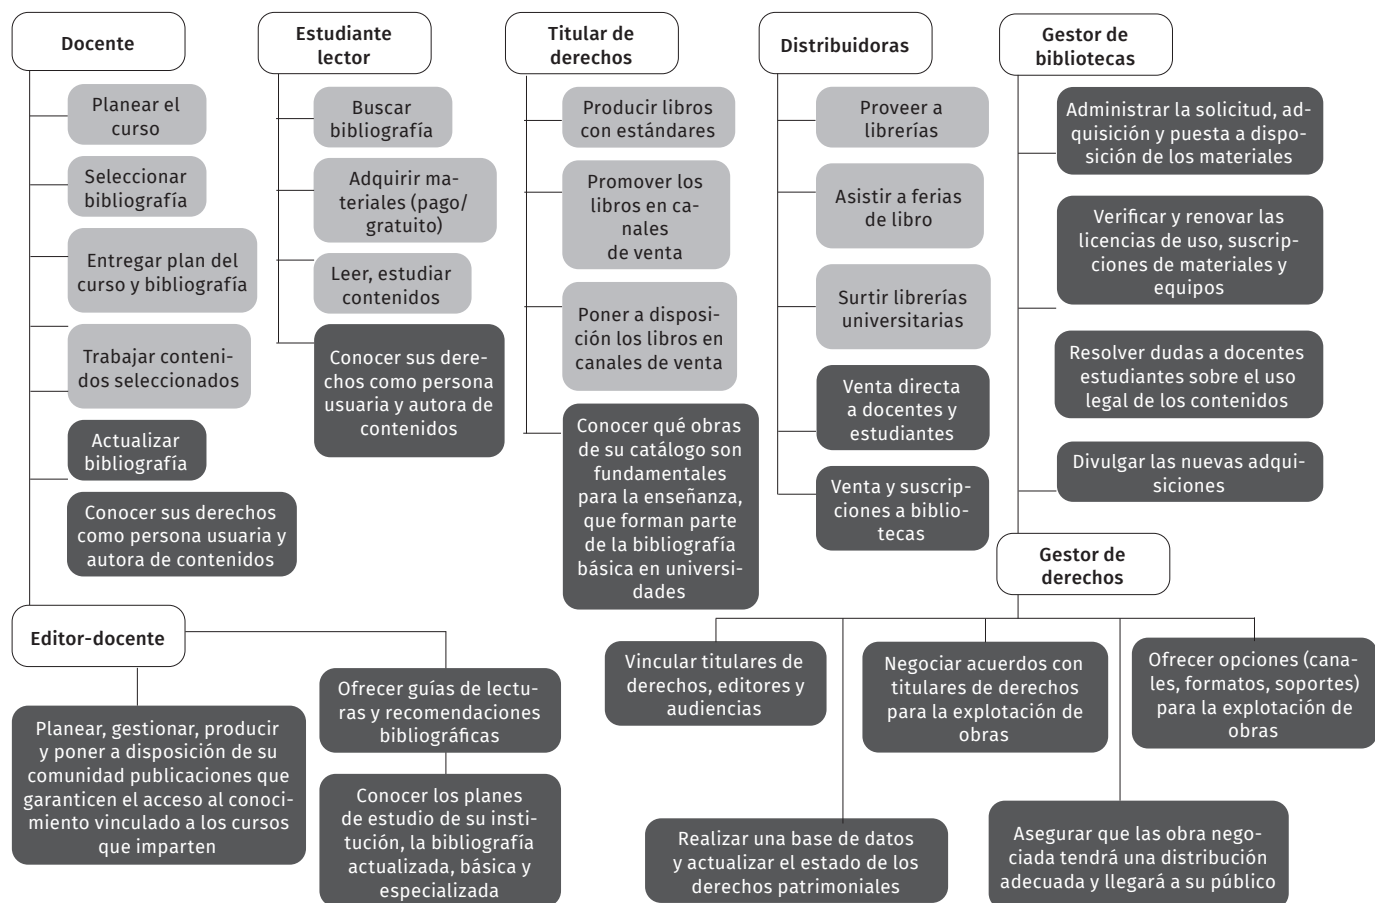 Docente
Planear el
curso
Seleccionar
bibliografía
Entregar plan del
curso y bibliografía
Trabajar conteni-
dos seleccionados
Actualizar
bibliografía
Conocer sus derechos
como persona usuaria y
autora de contenidos
Estudiante
lector
Buscar
bibliografía
Adquirir ma-
teriales (pago/
gratuito)
Leer, estudiar
contenidos
Conocer sus dere-
chos como persona
usuaria y autora de
contenidos
Titular de
derechos
Producir libros
con estándares
Promover los
libros en ca-
nales
de venta
Poner a disposi-
ción los libros en
canales de venta
Conocer qué obras
de su catálogo son
fundamentales
para la enseñanza,
que forman parte
de la bibliografía
básica en universi-
dades
Distribuidoras
Proveer a
librerías
Asistir a ferias
de libro
Surtir librerías
universitarias
Venta directa
a docentes y
estudiantes
Venta y suscrip-
ciones a biblio-
tecas
Gestor de
bibliotecas
Administrar la solicitud, ad-
quisición y puesta a dispo-
sición de los materiales
Verificar y renovar las
licencias de uso, suscrip-
ciones de materiales y
equipos
Resolver dudas a docentes
estudiantes sobre el uso
legal de los contenidos
Divulgar las nuevas adqui-
siciones
Editor-docente
Planear, gestionar, producir
y poner a disposición de su
comunidad publicaciones que
garanticen el acceso al conoci-
miento vinculado a los cursos
que imparten
Ofrecer guías de lectu-
ras y recomendaciones
bibliográficas
Conocer los planes
de estudio de su insti-
tución, la bibliografía
actualizada, básica y
especializada
Gestor de
derechos
Vincular titulares de
derechos, editores y
audiencias
Negociar acuerdos con
titulares de derechos
para la explotación de
obras
Ofrecer opciones (cana-
les, formatos, soportes)
para la explotación de
obras
Realizar una base de datos
y actualizar el estado de los
derechos patrimoniales
Asegurar que las obra nego-
ciada tendrá una distribución
adecuada y llegará a su público